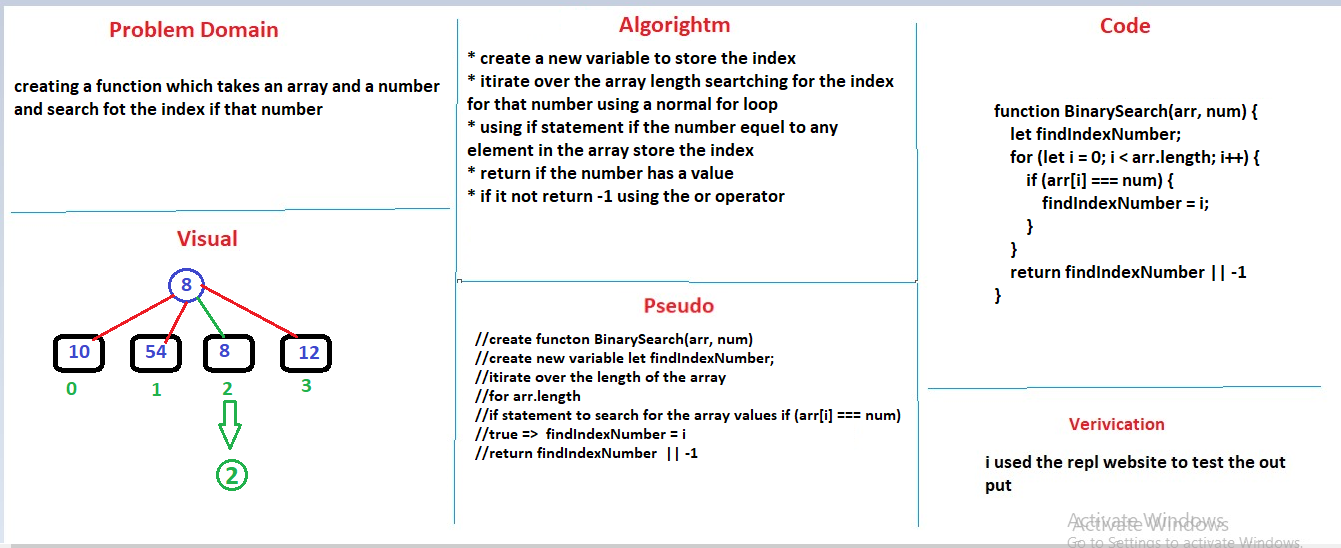 Problem Domain
creating a function which takes an array and a number
and search fot the index if that number
Visual
8
10 54 8 12
0 1 2 3
2
Algorightm
* create a new variable to store the index
* itirate over the array length seartching for the index
for that number using a normal for loop
* using if statement if the number equel to any
element in the array store the index
* return if the number has a value
* if it not return -1 using the or operator
Pseudo
//create functon BinarySearch(arr, num)
//create new variable let findIndexNumber;
//itirate over the length of the array
//for arr.length
//if statement to search for the array values if (arr[i] === num)
//true => findIndexNumber = i
//return findIndexNumber || -1
Code
function BinarySearch(arr, num) {
let findIndexNumber;
for (let i = 0; i < arr.length; i++) {
if (arr[i] === num) {
findIndexNumber = i;
}
}
return findIndexNumber || -1
}
Verivication
i used the repl website to test the out
put
Activate Windows
Activate Windows
Go to Settings to activate Windows.